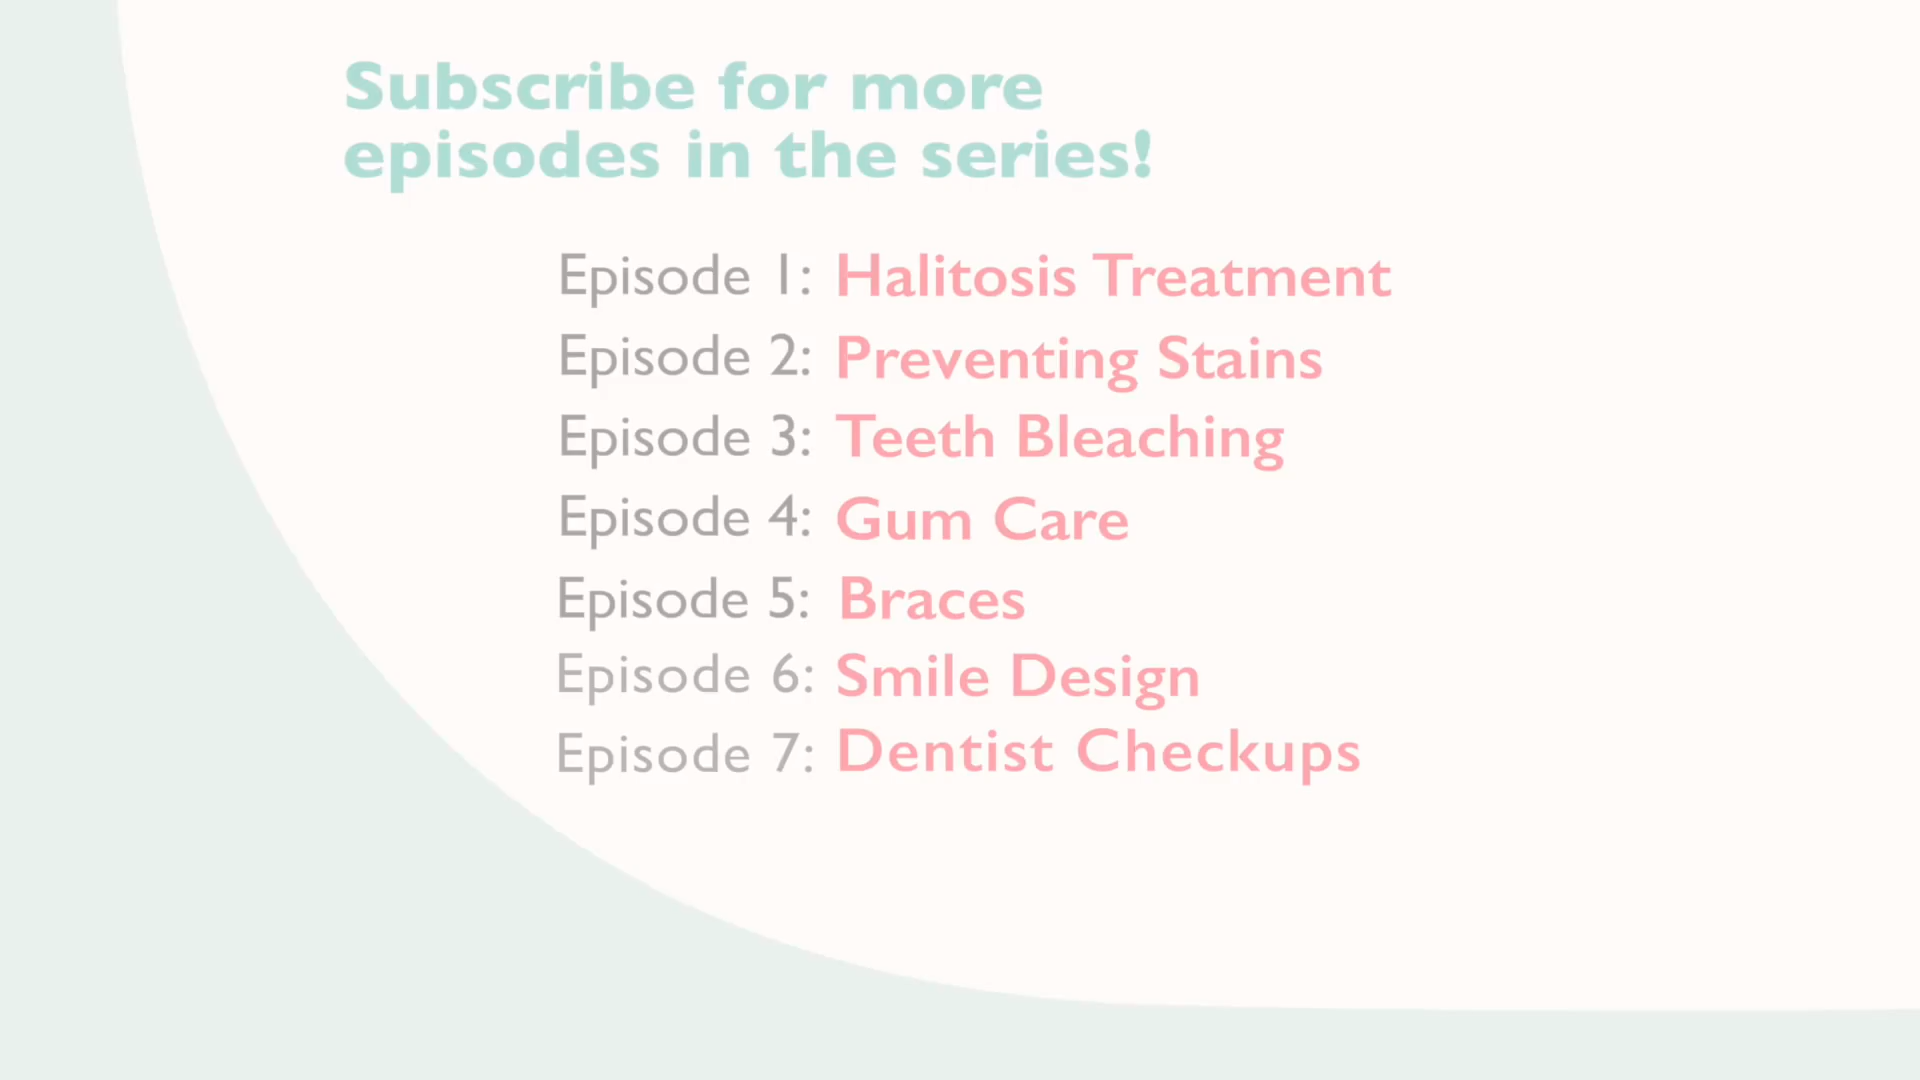 Subscribe for more
episodes in the series!
Episode 1: Halitosis Treatment
Episode 2: Preventing Stains
Episode 3: Teeth Bleaching
Episode 4: Gum Care
Episode 5: Braces
Episode 6: Smile Design
Episode 7: Dentist Checkups